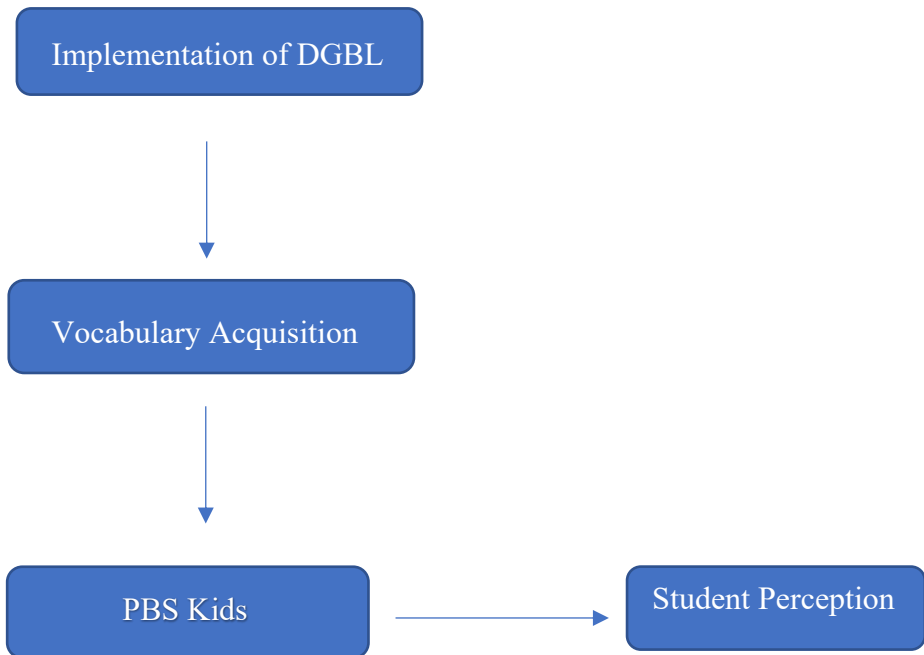 Implementation of DGBL
Vocabulary Acquisition
PBS Kids
Student Perception